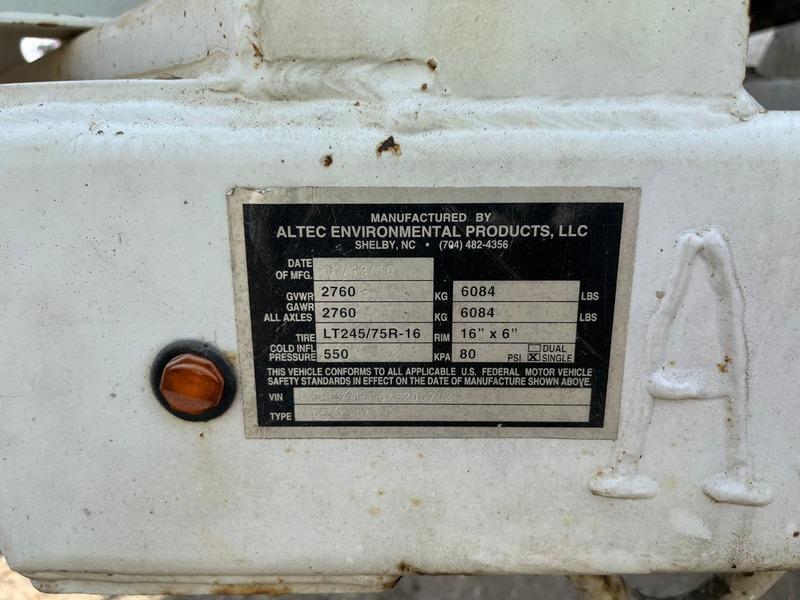 MANUFACTURED BY
ALTEC ENVIRONMENTAL PRODUCTS, LLC
SHELBY, NC • (704) 482-4356
DATE OF MFG. 11/12/10
GVWR 2760 KG 6084 LBS
GAWR ALL AXLES 2760 KG 6084 LBS
TIRE LT245/75R-16 RIM 16" x 6"
COLD INFL PRESSURE 550 KPA 80 PSI DUAL ☒ SINGLE
THIS VEHICLE CONFORMS TO ALL APPLICABLE U.S. FEDERAL MOTOR VEHICLE
SAFETY STANDARDS IN EFFECT ON THE DATE OF MANUFACTURE SHOWN ABOVE.
VIN
TYPE
A